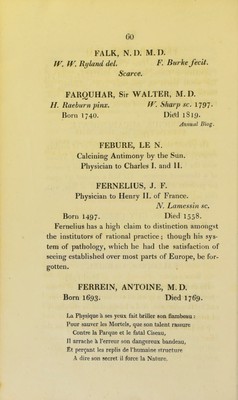 60
FALK, N. D. M. D.
W. W. Ryland del. F. Burke fecit.
Scarce.
FARQUHAR, Sir WALTER, M. D.
H. Raeburn pinx. W. Sharp sc. 1797.
Born 1740. Died 1819.
Annual Biog.
FEBURE, LE N.
Calcining Antimony by the Sun.
Physician to Charles I. and II.
FERNELIUS, J. F.
Physician to Henry II. of France.
N. Lamessin sc.
Born 1497. Died 1558.
Fernelius has a high claim to distinction amongst
the institutors of rational practice; though his sys-
tem of pathology, which he had the satisfaction of
seeing established over most parts of Europe, be for-
gotten.
FERREIN, ANTOINE, M. D.
Born 1693. Died 1769.
La Physique à ses yeux fait briller son flambeau:
Pour sauver les Mortels, que son talent rassure
Contre la Parque et le fatal Ciseau,
Il arrache à l'erreur son dangereux bandeau,
Et perçant les replis de l'humaine structure
A dire son secret il force la Nature.